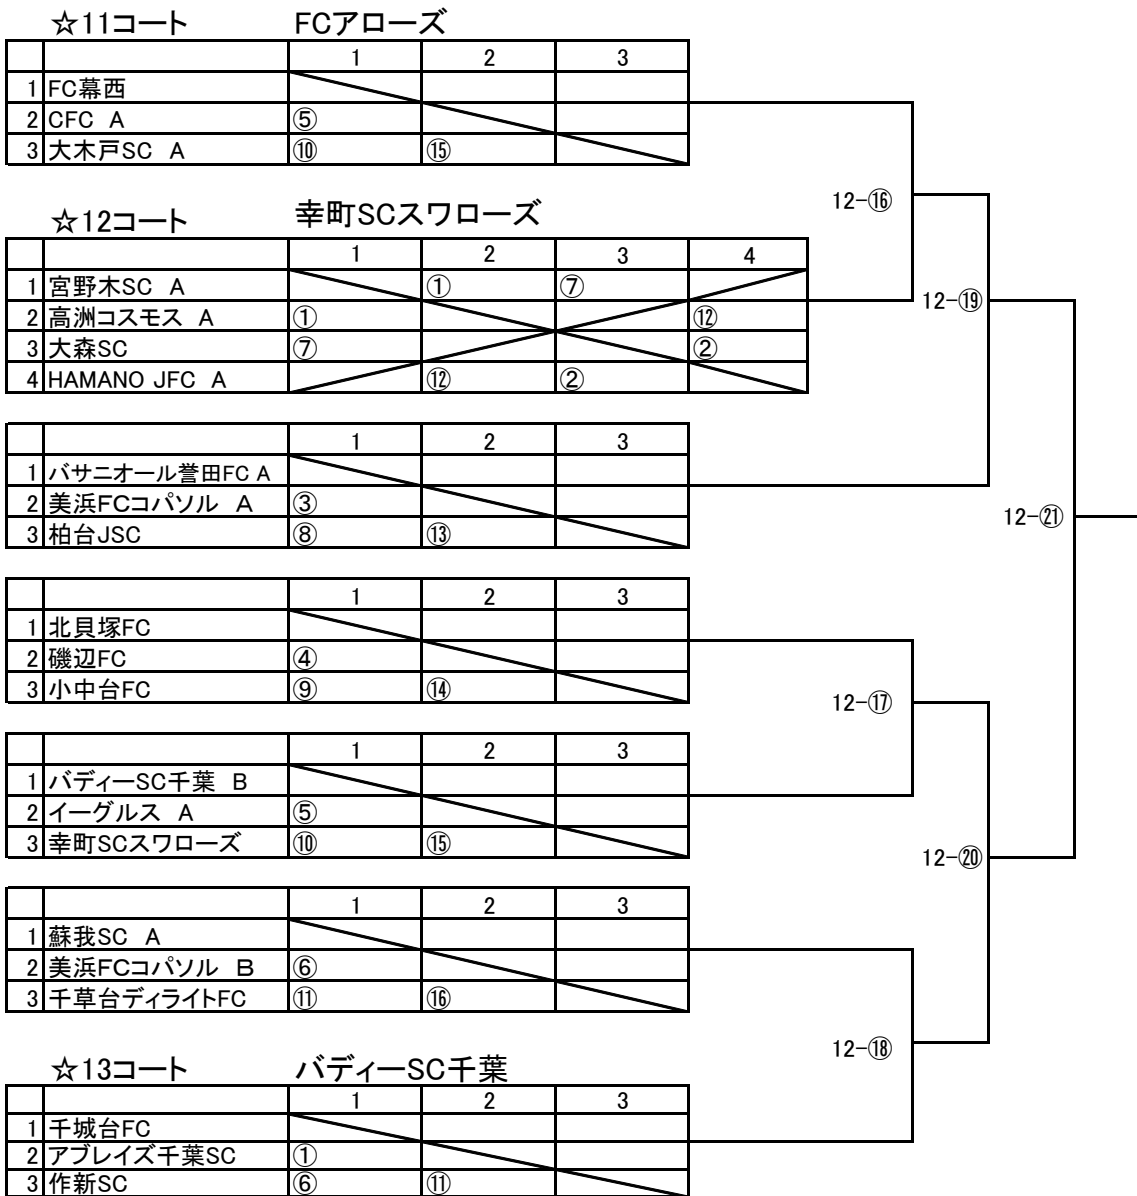 ☆11コート FCアローズ
1 2 3
1 FC幕西
2 CFC A ⑤
3 大木戸SC A ⑩ ⑮
12-⑯
☆12コート 幸町SCスワローズ
1 2 3 4
1 宮野木SC A ① ⑦
12-⑲
2 高洲コスモス A ① ⑫
3 大森SC ⑦ ②
4 HAMANO JFC A ⑫ ②
1 2 3
1 バサニオール誉田FC A
2 美浜FCコパソル A ③
12-㉑
3 柏台JSC ⑧ ⑬
1 2 3
1 北貝塚FC
2 磯辺FC ④
3 小中台FC ⑨ ⑭
12-⑰
1 2 3
1 バディーSC千葉 B
2 イーグルス A ⑤
3 幸町SCスワローズ ⑩ ⑮
12-⑳
1 2 3
1 蘇我SC A
2 美浜FCコパソル B ⑥
3 千草台ディライトFC ⑪ ⑯
12-⑱
☆13コート バディーSC千葉
1 2 3
1 千城台FC
2 アブレイズ千葉SC ①
3 作新SC ⑥ ⑪